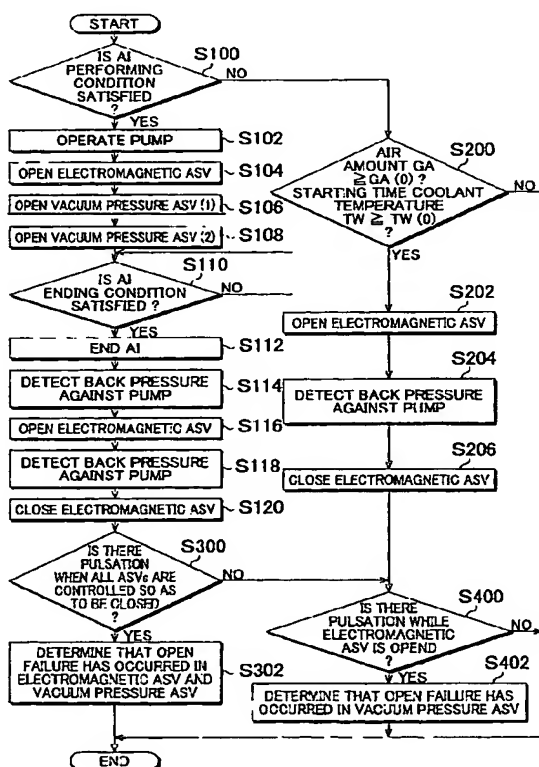 START
S100
IS AI
PERFORMING
CONDITION
SATISFIED
?
NO
YES
OPERATE PUMP
S102
OPEN ELECTROMAGNETIC ASV
S104
OPEN VACUUM PRESSURE ASV (1)
S106
OPEN VACUUM PRESSURE ASV (2)
S108
S110
IS AI
ENDING CONDITION
SATISFIED ?
NO
YES
END AI
S112
DETECT BACK PRESSURE
AGAINST PUMP
S114
OPEN ELECTROMAGNETIC ASV
S116
DETECT BACK PRESSURE
AGAINST PUMP
S118
CLOSE ELECTROMAGNETIC ASV
S120
S300
IS THERE
PULSATION
WHEN ALL ASVs ARE
CONTROLLED SO AS
TO BE CLOSED
?
NO
YES
DETERMINE THAT OPEN
FAILURE HAS OCCURRED IN
ELECTROMAGNETIC ASV AND
VACUUM PRESSURE ASV
S302
END
S200
AIR
AMOUNT GA
≧GA (0) ?
STARTING TIME COOLANT
TEMPERATURE
TW ≧ TW (0)
?
NO
YES
S202
OPEN ELECTROMAGNETIC ASV
S204
DETECT BACK PRESSURE
AGAINST PUMP
S206
CLOSE ELECTROMAGNETIC ASV
S400
IS THERE
PULSATION WHILE
ELECTROMAGNETIC
ASV IS OPEND
?
NO
YES
S402
DETERMINE THAT OPEN FAILURE HAS
OCCURRED IN VACUUM PRESSURE ASV